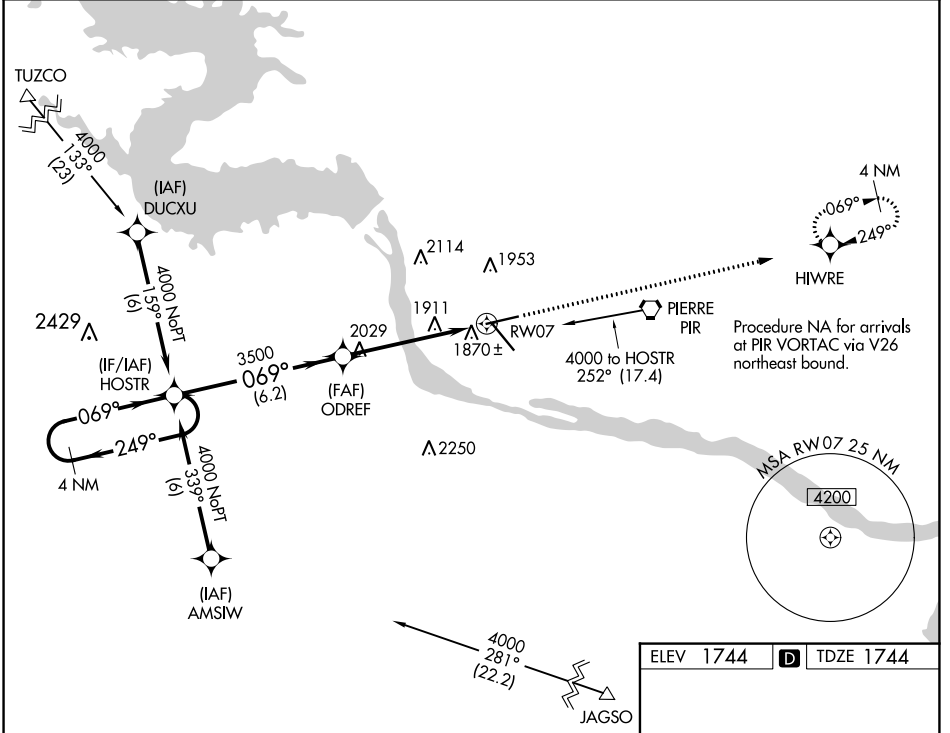 TUZCO
4000
133°
(23)
(IAF)
DUCXU
4000 NoPT
159°
(6)
2429
(IF/IAF)
HOSTR
3500
069°
(6.2)
069°
249°
4 NM
4000 NoPT
339°
(6)
(IAF)
AMSIW
2029
(FAF)
ODREF
2114
1953
1911
1870 ±
RW07
2250
PIERRE
PIR
4000 to HOSTR
252° (17.4)
4 NM
069°
249°
HIWRE
Procedure NA for arrivals
at PIR VORTAC via V26
northeast bound.
MSA RW07 25 NM
4200
4000
281°
(22.2)
JAGSO
ELEV 1744 D TDZE 1744